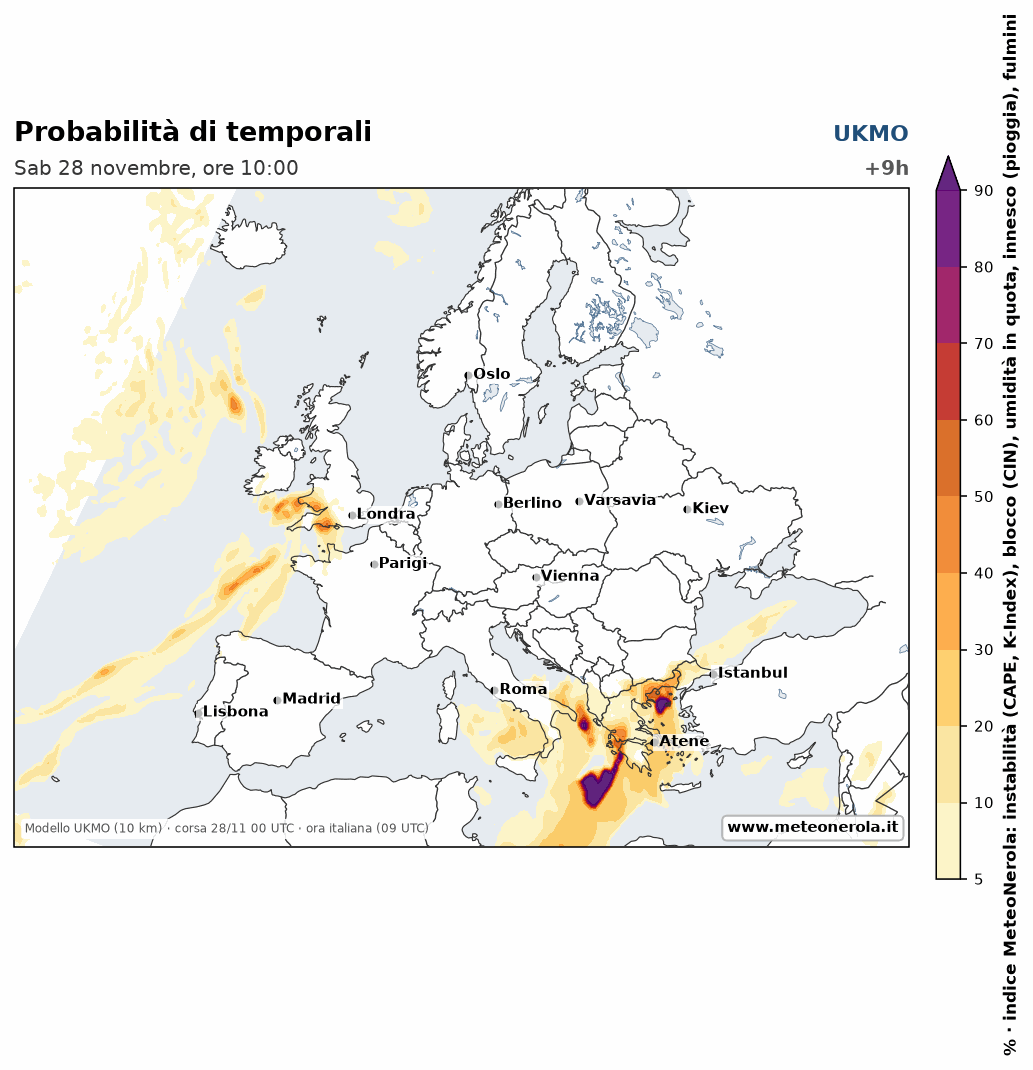 Probabilità di temporali
UKMO
Sab 28 novembre, ore 10:00
+9h
Oslo
Londra
Berlino
Varsavia
Kiev
Parigi
Vienna
Istanbul
Roma
Madrid
Lisbona
Atene
Modello UKMO (10 km) · corsa 28/11 00 UTC · ora italiana (09 UTC)
www.meteonerola.it
90
80
70
60
50
40
30
20
10
5
% · indice MeteoNerola: instabilità (CAPE, K-Index), blocco (CIN), umidità in quota, innesco (pioggia), fulmini